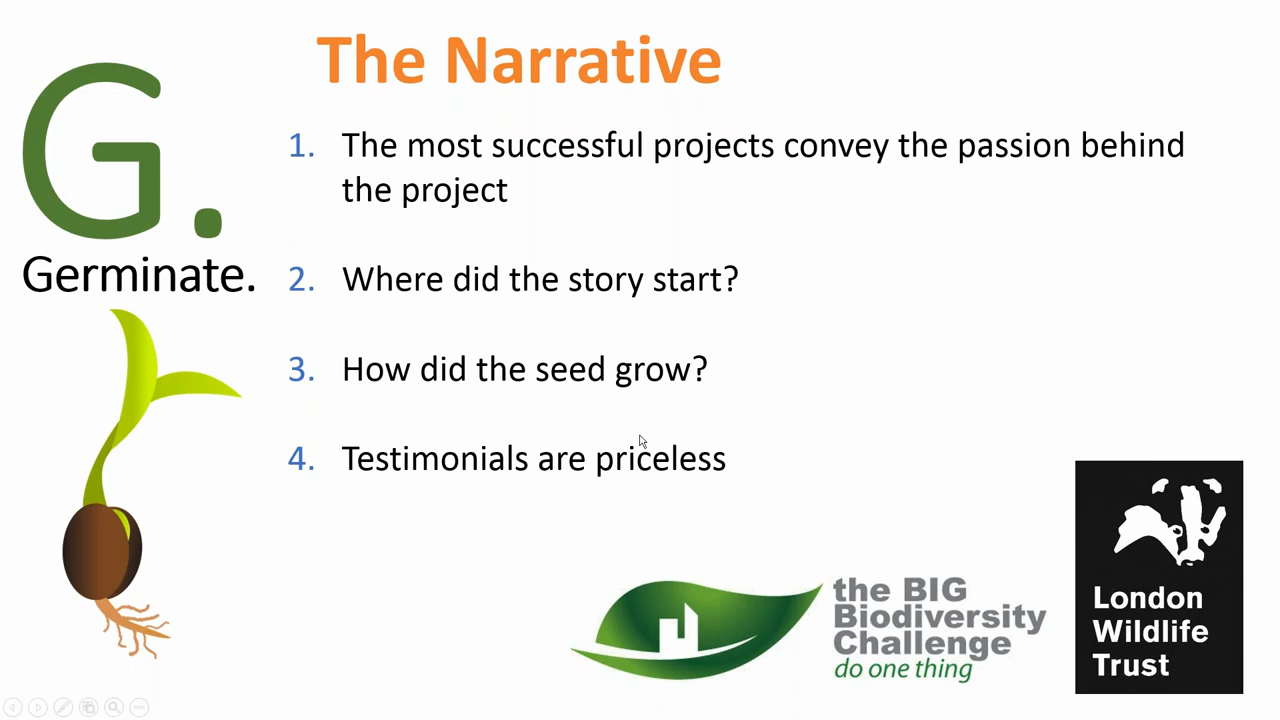 The Narrative
G.
Germinate.
1. The most successful projects convey the passion behind
the project
2. Where did the story start?
3. How did the seed grow?
4. Testimonials are priceless
the BIG
Biodiversity
Challenge
do one thing
London
Wildlife
Trust